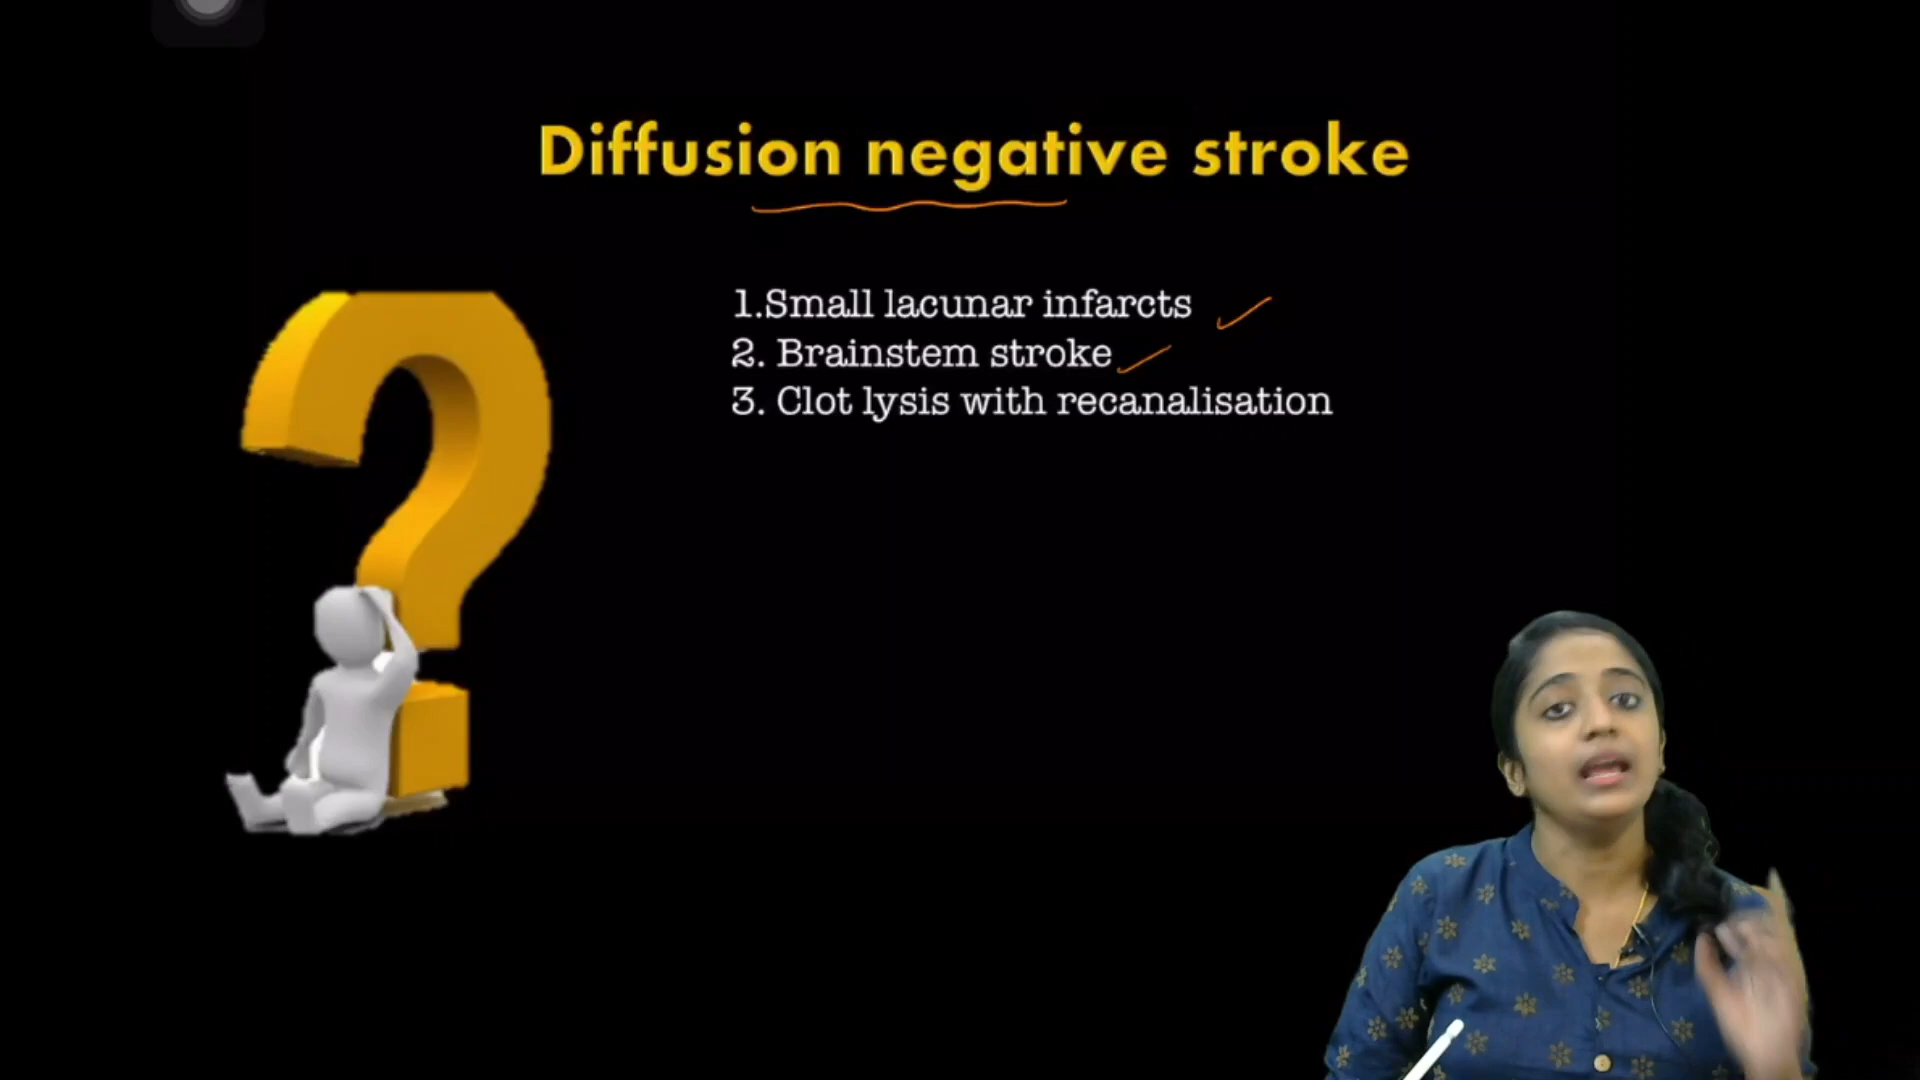 Diffusion negative stroke
1.Small lacunar infarcts
2. Brainstem stroke
3. Clot lysis with recanalisation